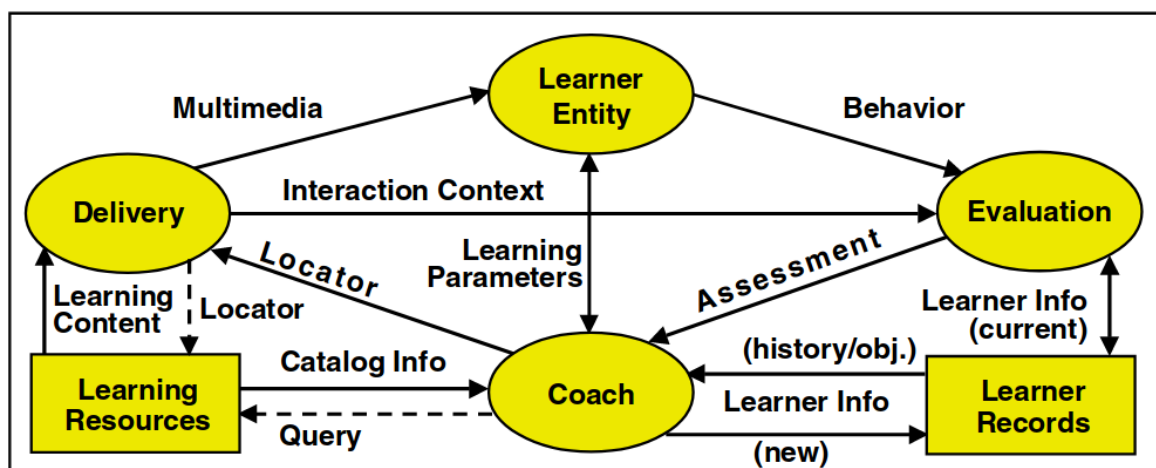 Learner
Entity
Multimedia
Behavior
Delivery
Interaction Context
Evaluation
Locator
Learning
Parameters
Assessment
Learning
Content
Locator
Learner Info
(current)
Catalog Info
(history/obj.)
Learning
Resources
Coach
Learner Info
Learner
Records
Query
(new)